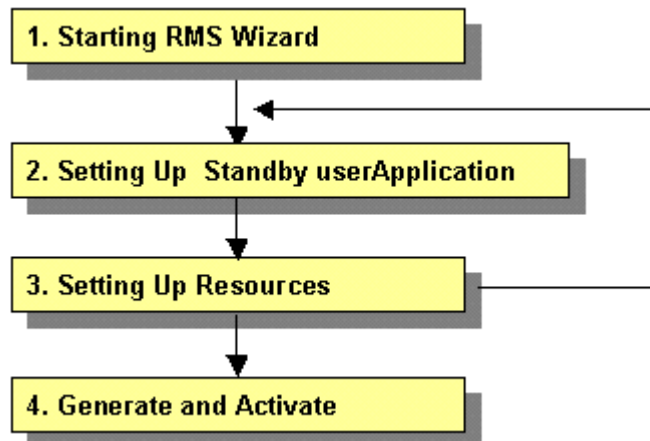 1. Starting RMS Wizard
2. Setting Up  Standby userApplication
3. Setting Up Resources
4. Generate and Activate